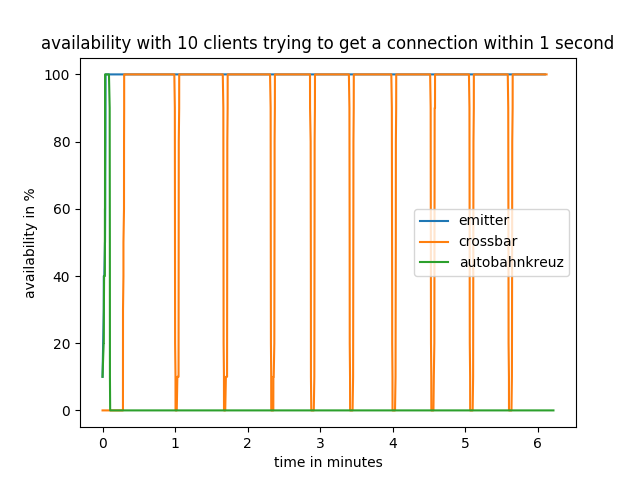 availability with 10 clients trying to get a connection within 1 second
100
80
60
40
20
0
availability in %
emitter
crossbar
autobahnkreuz
0 1 2 3 4 5 6
time in minutes